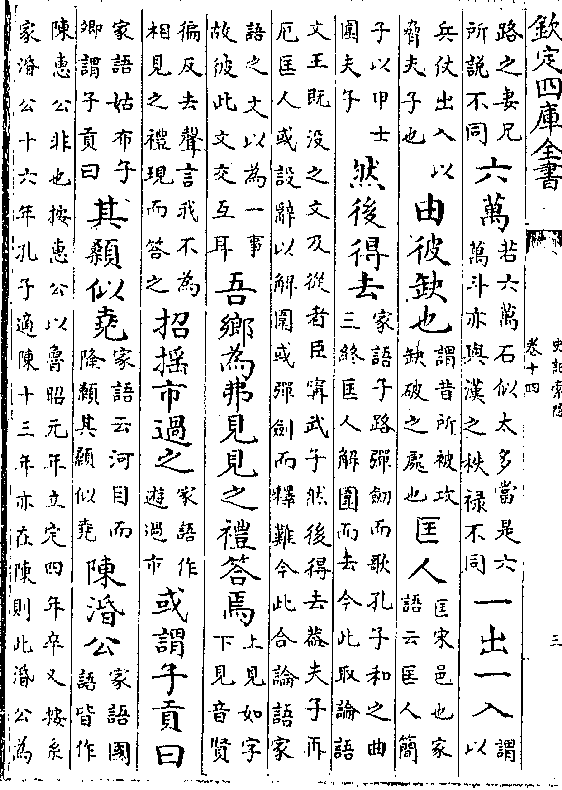 欽定四庫全書
史記索隱
卷十四
三
路之妻兄
所説不同
六萬
若六萬石似太多當是六
萬斗亦與漢之秩禄不同
一出一入
謂
以
兵仗出入以
脅夫子也
由彼缺也
謂昔所被攻
缺破之處也
匡人
匡宋邑也家
語云匡人簡
子以甲士
圍夫子
然後得去
家語子路彈劎而歌孔子和之曲
三終匡人解圍而去今此取論語
文王既没之文及從者臣甯武子然後得去葢夫子再
厄匡人或設辭以解圍或彈劎而釋難今此合論語家
語之文以為一事
故彼此文交互耳
吾鄉為弗見見之禮答焉
上見如字
下見音賢
徧反去聲言我不為
相見之禮現而答之
招摇市過之
家語作
遊過市
或謂子貢曰
家語姑布子
卿謂子貢曰
其顙似堯
家語云河目而
隆顙其顙似堯
陳湣公
家語國
語皆作
陳惠公非也按惠公以魯昭元年立定四年卒又按系
家湣公十六年孔子適陳十三年亦在陳則此湣公為